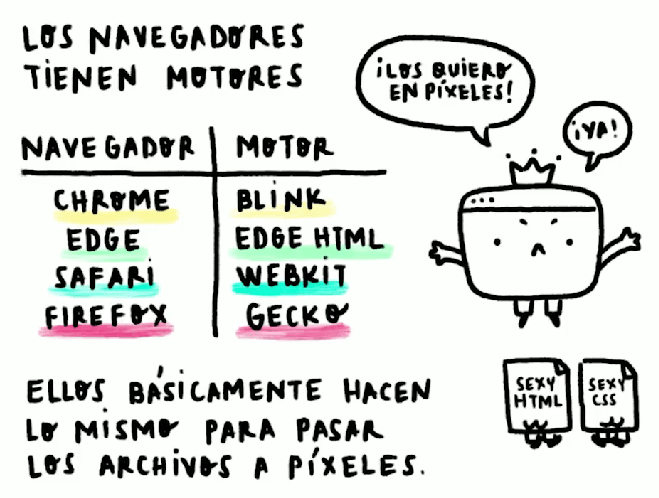 LOS NAVEGADORES
TIENEN MOTORES
¡LOS QUIERO
EN PÍXELES!
¡YA!
NAVEGADOR MOTOR
CHROME BLINK
EDGE EDGE HTML
SAFARI WEBKIT
FIREFOX GECKO
SEXY
HTML
SEXY
CSS
ELLOS BÁSICAMENTE HACEN
LO MISMO PARA PASAR
LOS ARCHIVOS A PÍXELES.